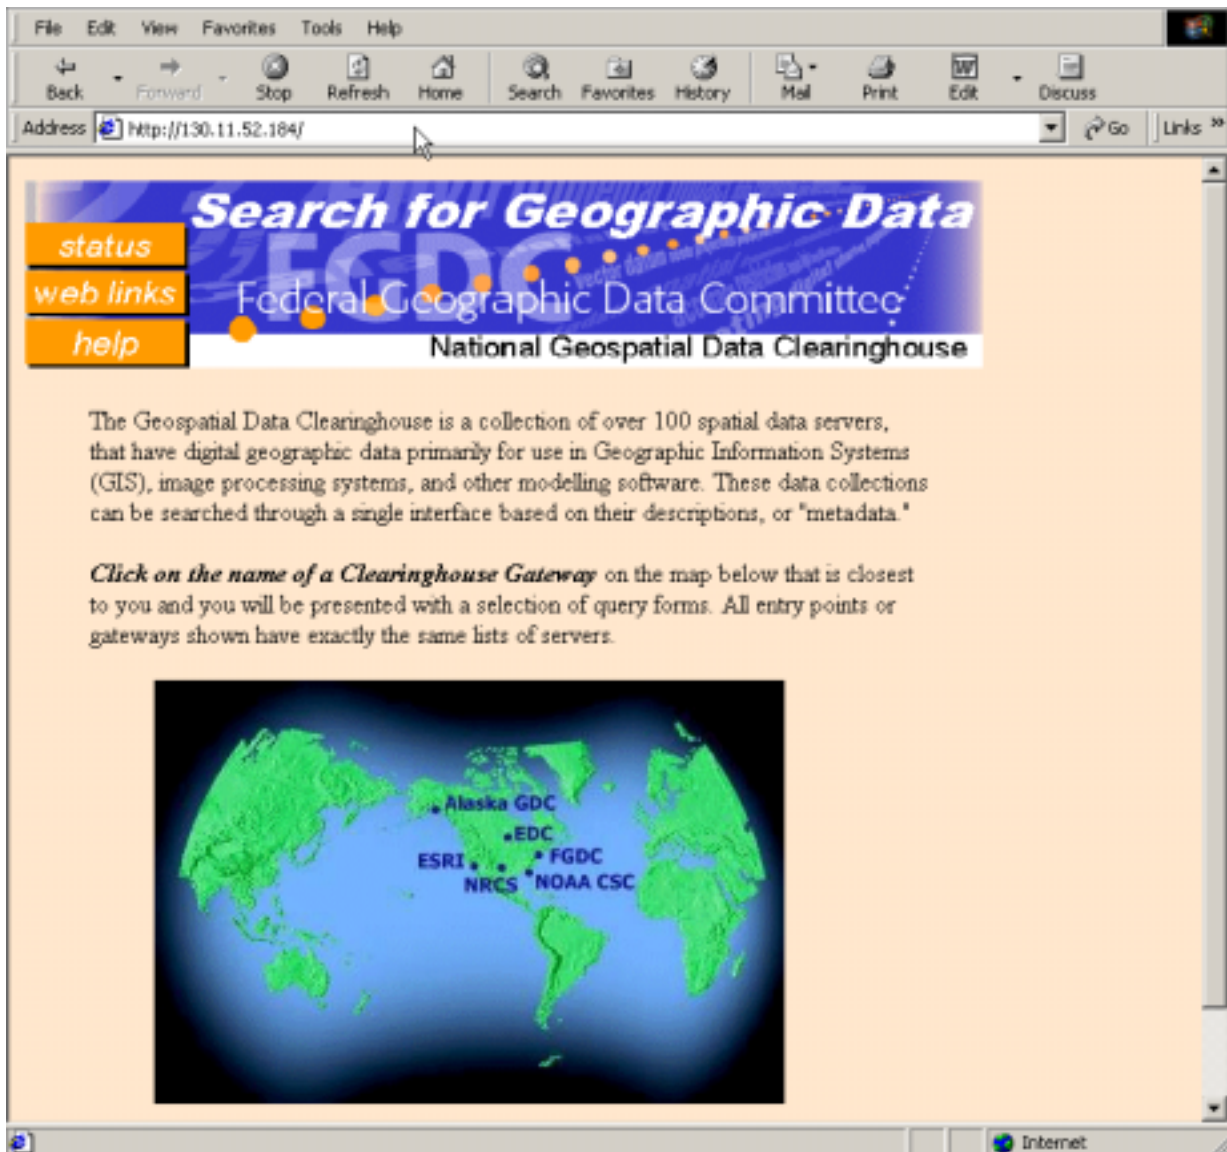 File Edit View Favorites Tools Help
Back Forward Stop Refresh Home Search Favorites History Mail Print Edit Discuss
Address http://130.11.52.184/ Go Links »
Search for Geographic Data
FGDC
status
web links
help
Federal Geographic Data Committee
National Geospatial Data Clearinghouse
The Geospatial Data Clearinghouse is a collection of over 100 spatial data servers,
that have digital geographic data primarily for use in Geographic Information Systems
(GIS), image processing systems, and other modelling software. These data collections
can be searched through a single interface based on their descriptions, or "metadata."
Click on the name of a Clearinghouse Gateway on the map below that is closest
to you and you will be presented with a selection of query forms. All entry points or
gateways shown have exactly the same lists of servers.
Alaska GDC
EDC
ESRI FGDC
NRCS NOAA CSC
Internet